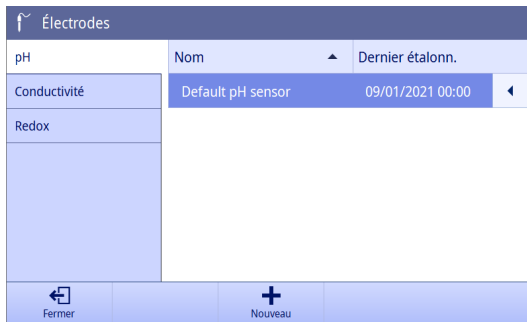 Électrodes
pH
Nom
Dernier étalonn.
Conductivité
Default pH sensor
09/01/2021 00:00
Redox
Fermer
Nouveau